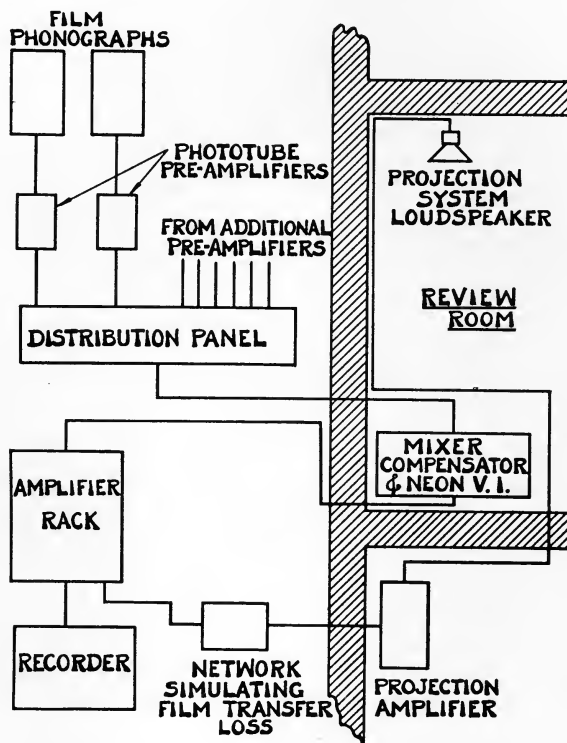 FILM
PHONOGRAPHS
PHOTOTUBE
PRE-AMPLIFIERS
FROM ADDITIONAL
PRE-AMPLIFIERS
DISTRIBUTION PANEL
PROJECTION
SYSTEM
LOUDSPEAKER
REVIEW
ROOM
MIXER
COMPENSATOR
& NEON V. I.
AMPLIFIER
RACK
RECORDER
NETWORK
SIMULATING
FILM TRANSFER
LOSS
PROJECTION
AMPLIFIER